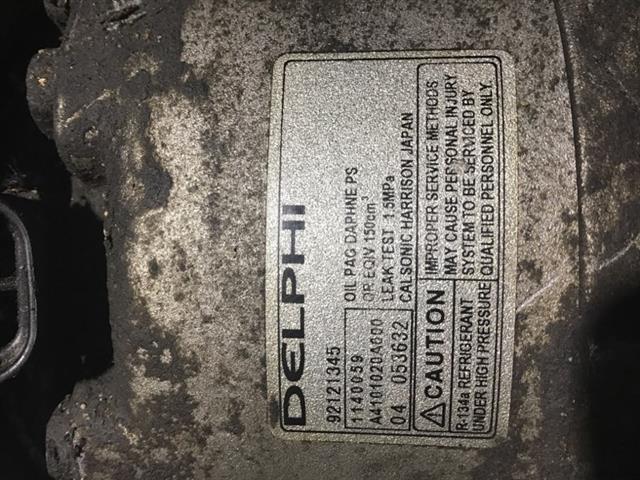 DELPHI
92121345 OIL PAG DAPHNE PS
1140059 OR EQIV 150cm³
A4101020A000 LEAK TEST 1.5MPa
04 053632 CALSONIC HARRISON JAPAN
⚠CAUTION IMPROPER SERVICE METHODS
MAY CAUSE PERSONAL INJURY
R-134a REFRIGERANT SYSTEM TO BE SERVICED BY
UNDER HIGH PRESSURE QUALIFIED PERSONNEL ONLY.